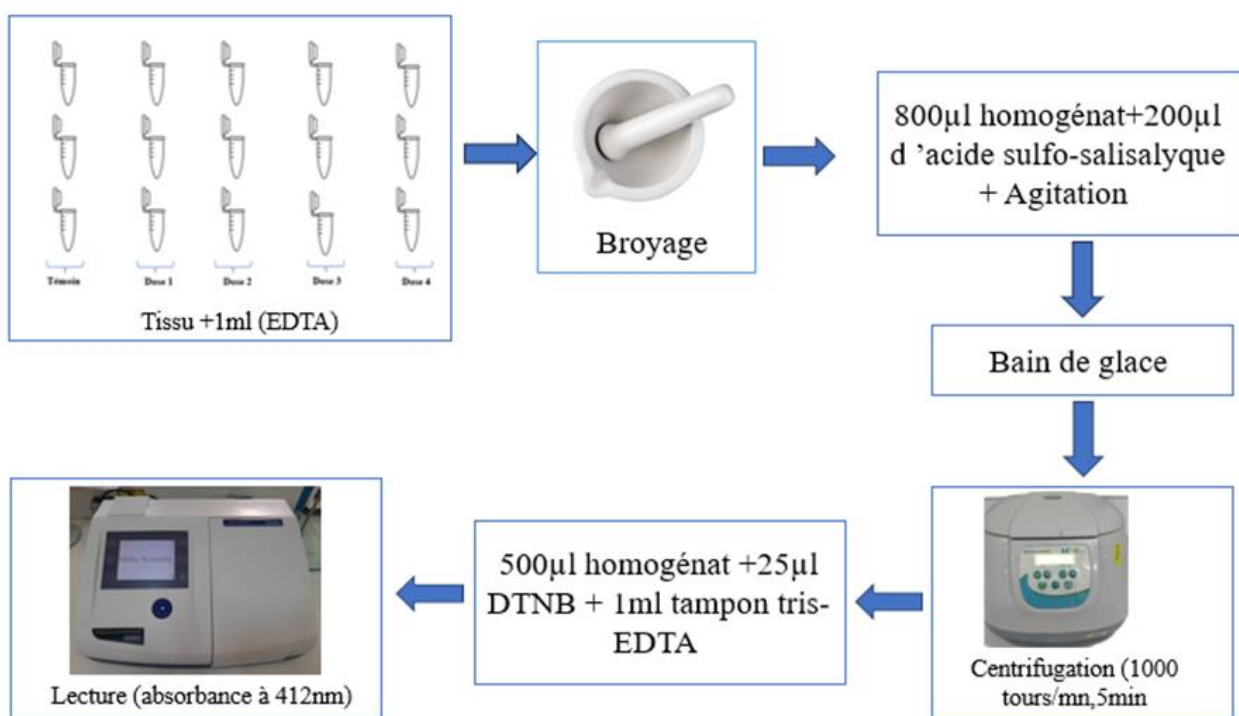 Témoin
Dose 1
Dose 2
Dose 3
Dose 4
Tissu +1ml (EDTA)
Broyage
800µl homogénat+200µl
d ’acide sulfo-salisalyque
+ Agitation
Bain de glace
Centrifugation (1000
tours/mn,5min
500µl homogénat +25µl
DTNB + 1ml tampon tris-
EDTA
Lecture (absorbance à 412nm)